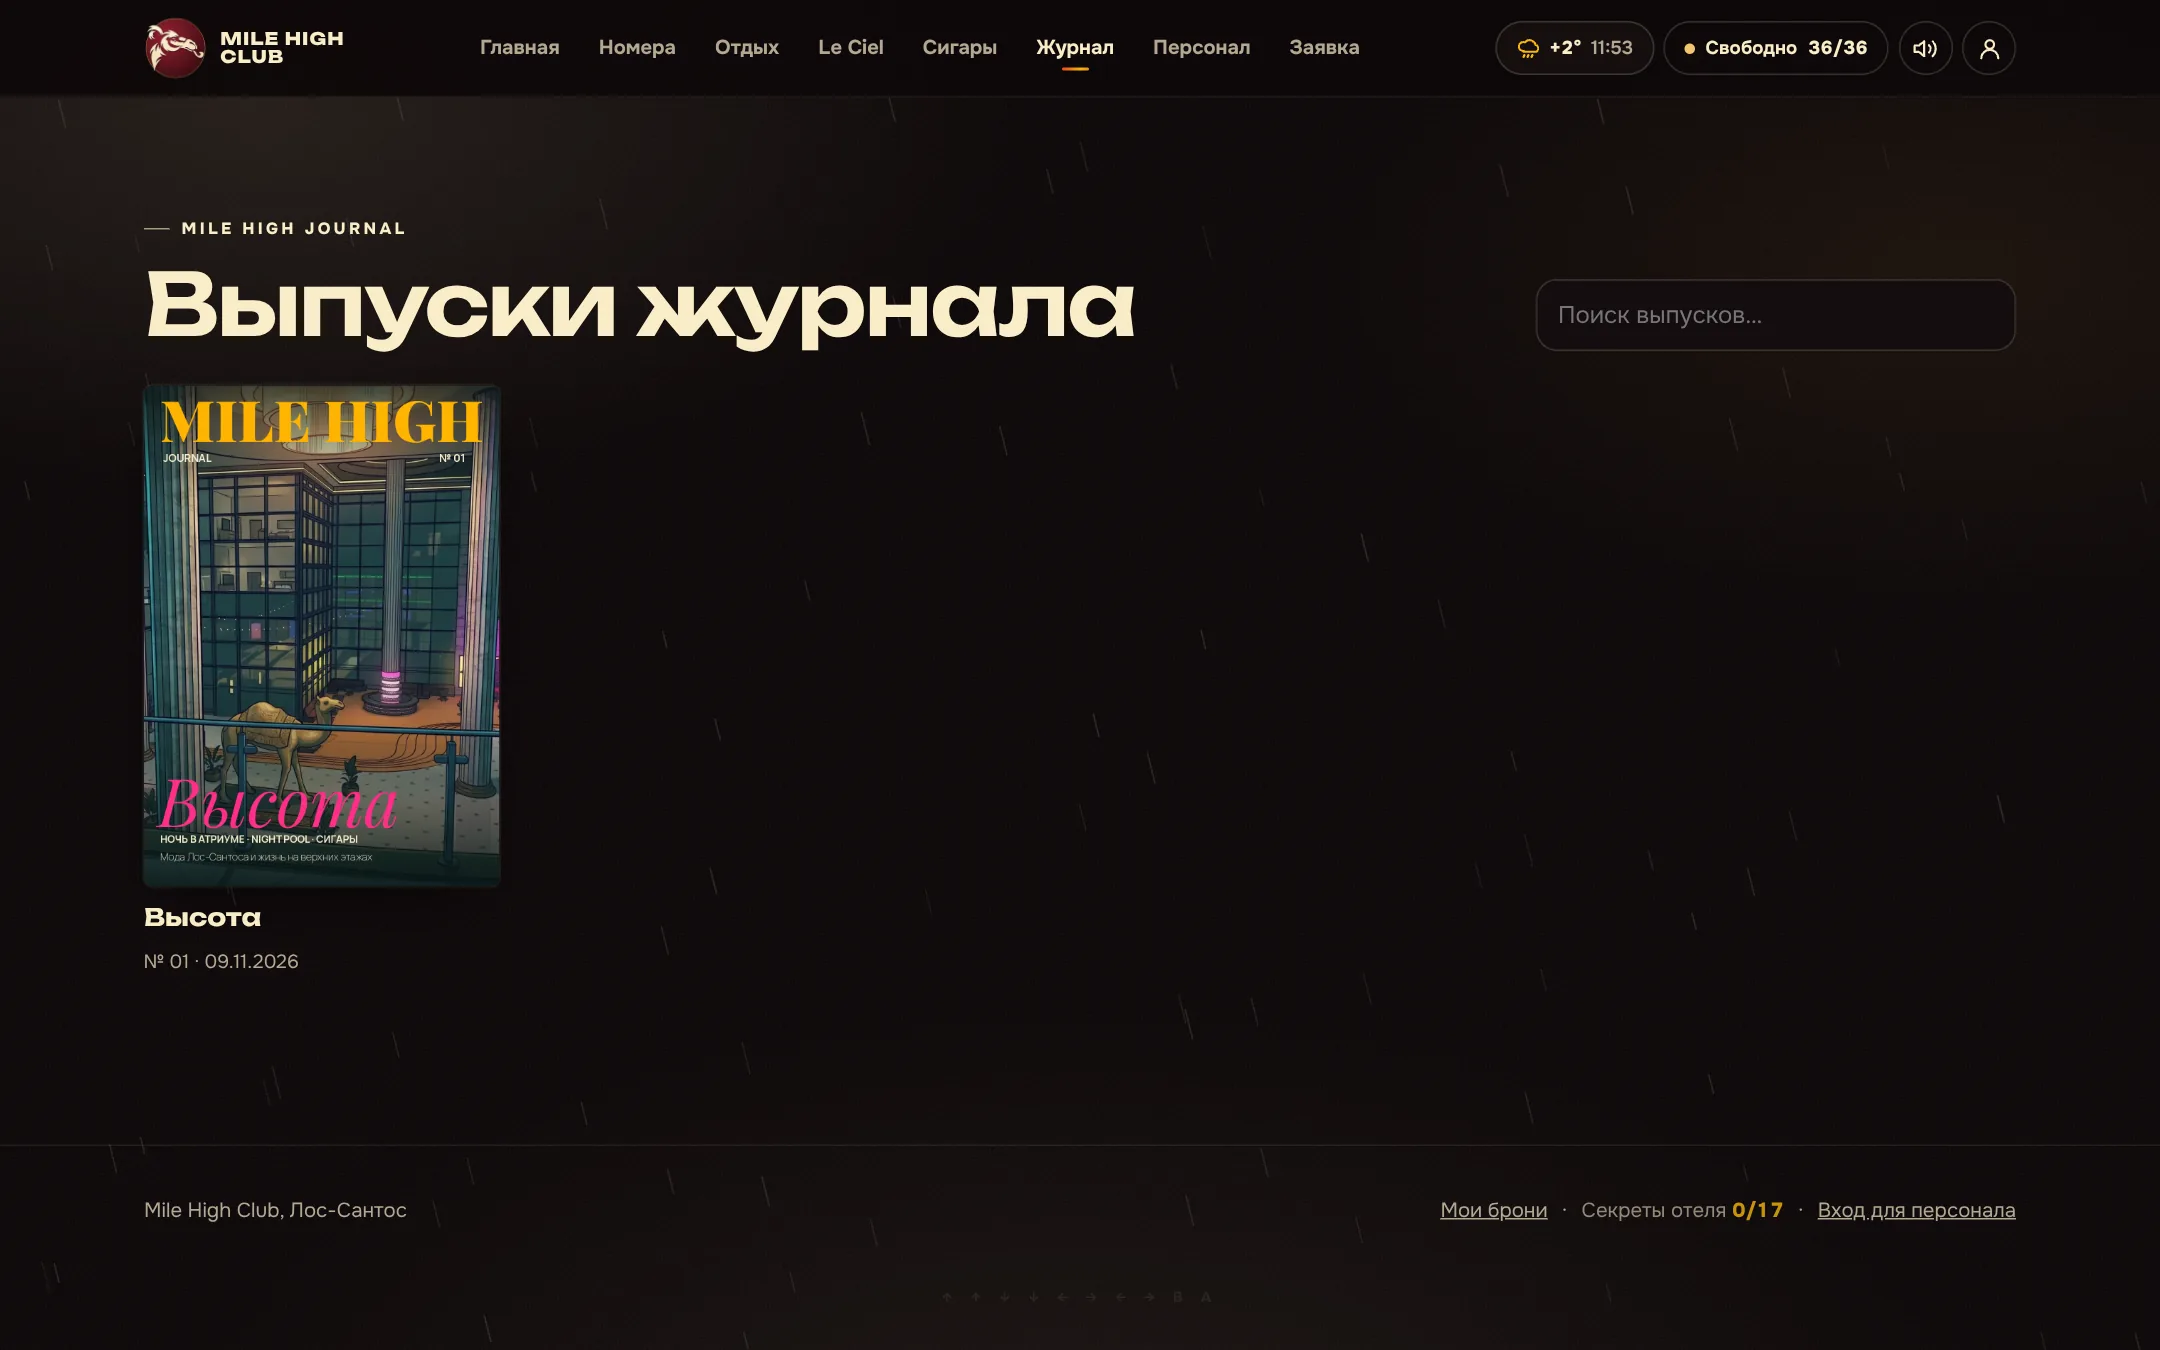 MILE HIGH
CLUB
Главная
Номера
Отдых
Le Ciel
Сигары
Журнал
Персонал
Заявка
+2° 11:53
Свободно 36/36
MILE HIGH JOURNAL
Выпуски журнала
Поиск выпусков...
MILE HIGH
JOURNAL № 01
Высота
НОЧЬ В АТРИУМЕ · NIGHT POOL · СИГАРЫ
Мода Лос-Сантоса и жизнь на верхних этажах
Высота
№ 01 · 09.11.2026
Mile High Club, Лос-Сантос
Мои брони · Секреты отеля 0/17 · Вход для персонала
↑ ↑ ↓ ↓ ← → ← → B A